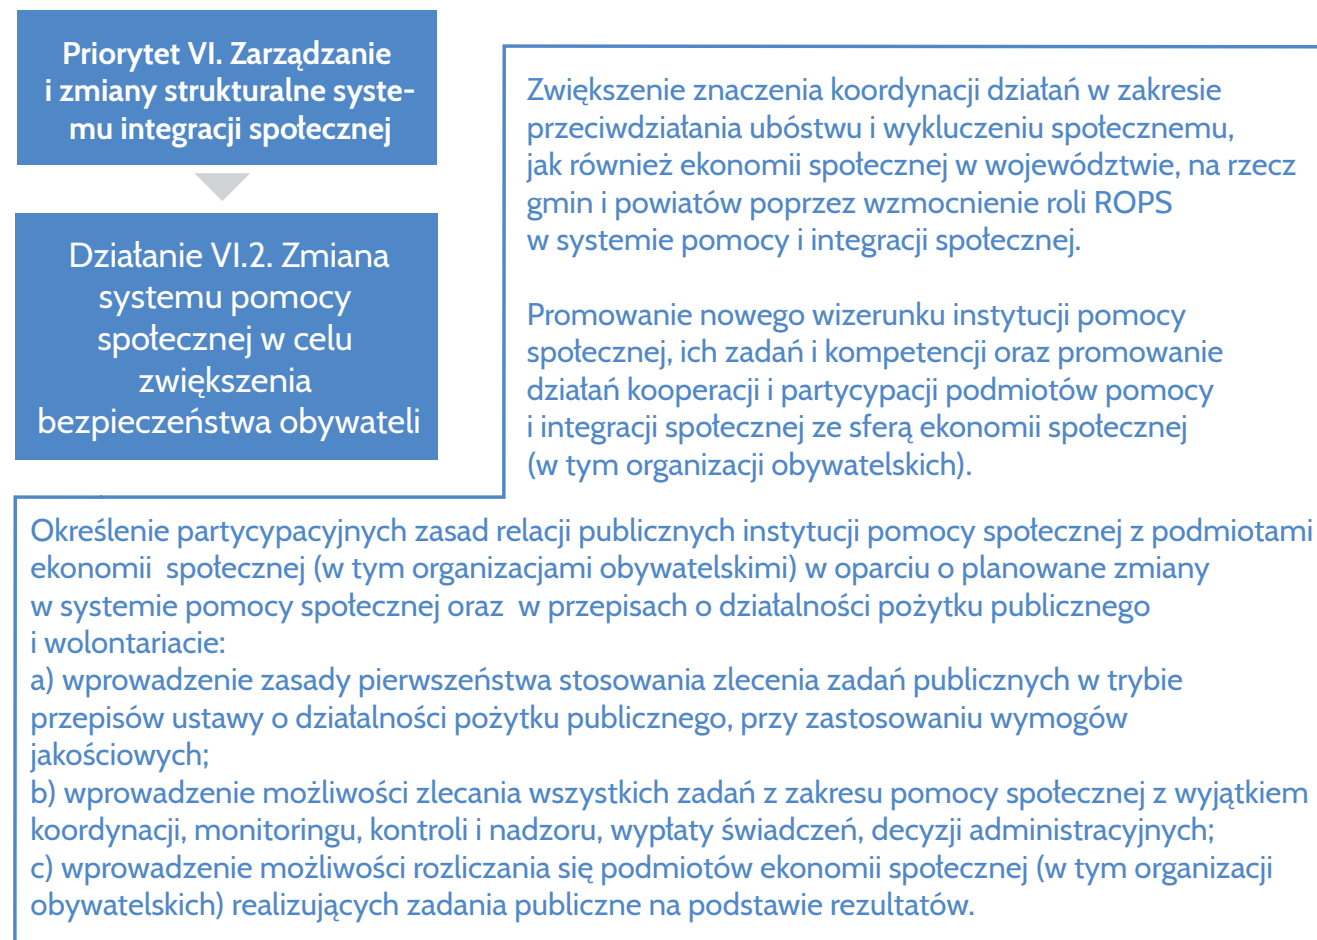 Priorytet VI. Zarządzanie
i zmiany strukturalne syste-
mu integracji społecznej
Działanie VI.2. Zmiana
systemu pomocy
społecznej w celu
zwiększenia
bezpieczeństwa obywateli
Zwiększenie znaczenia koordynacji działań w zakresie
przeciwdziałania ubóstwu i wykluczeniu społecznemu,
jak również ekonomii społecznej w województwie, na rzecz
gmin i powiatów poprzez wzmocnienie roli ROPS
w systemie pomocy i integracji społecznej.
Promowanie nowego wizerunku instytucji pomocy
społecznej, ich zadań i kompetencji oraz promowanie
działań kooperacji i partycypacji podmiotów pomocy
i integracji społecznej ze sferą ekonomii społecznej
(w tym organizacji obywatelskich).
Określenie partycypacyjnych zasad relacji publicznych instytucji pomocy społecznej z podmiotami
ekonomii  społecznej (w tym organizacjami obywatelskimi) w oparciu o planowane zmiany
w systemie pomocy społecznej oraz  w przepisach o działalności pożytku publicznego
i wolontariacie:
a) wprowadzenie zasady pierwszeństwa stosowania zlecenia zadań publicznych w trybie
przepisów ustawy o działalności pożytku publicznego, przy zastosowaniu wymogów
jakościowych;
b) wprowadzenie możliwości zlecania wszystkich zadań z zakresu pomocy społecznej z wyjątkiem
koordynacji, monitoringu, kontroli i nadzoru, wypłaty świadczeń, decyzji administracyjnych;
c) wprowadzenie możliwości rozliczania się podmiotów ekonomii społecznej (w tym organizacji
obywatelskich) realizujących zadania publiczne na podstawie rezultatów.